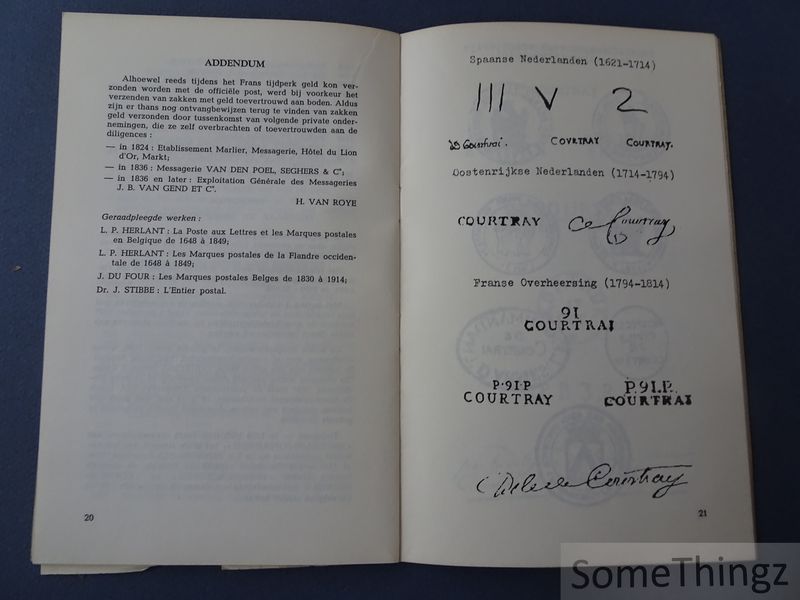 ADDENDUM
Alhoewel reeds tijdens het Frans tijdperk geld kon ver-
zonden worden met de officiële post, werd bij voorkeur het
verzenden van zakken met geld toevertrouwd aan boden. Aldus
zijn er thans nog ontvangbewijzen terug te vinden van zakken
geld verzonden door tussenkomst van volgende private onder-
nemingen, die ze zelf overbrachten of toevertrouwden aan de
diligences :
— in 1824 : Etablissement Marlier, Messagerie, Hôtel du Lion
d'Or, Markt;
— in 1836 : Messagerie VAN DEN POEL, SEGHERS & C°;
— in 1836 en later : Exploitation Générale des Messageries
J. B. VAN GEND ET C°.
H. VAN ROYE
Geraadpleegde werken :
L. P. HERLANT : La Poste aux Lettres et les Marques postales
en Belgique de 1648 à 1849;
L. P. HERLANT : Les Marques postales de la Flandre occiden-
tale de 1648 à 1849;
J. DU FOUR : Les Marques postales Belges de 1830 à 1914;
Dr. J. STIBBE : L'Entier postal.
20
Spaanse Nederlanden (1621-1714)
III V 2
COVRTRAY COURTRAY.
Oostenrijkse Nederlanden (1714-1794)
COURTRAY Courtray
Franse Overheersing (1794-1814)
91
COURTRAI
P·91·P
COURTRAY
P.91.P.
COURTRAI
Courtray
21
SomeThingz